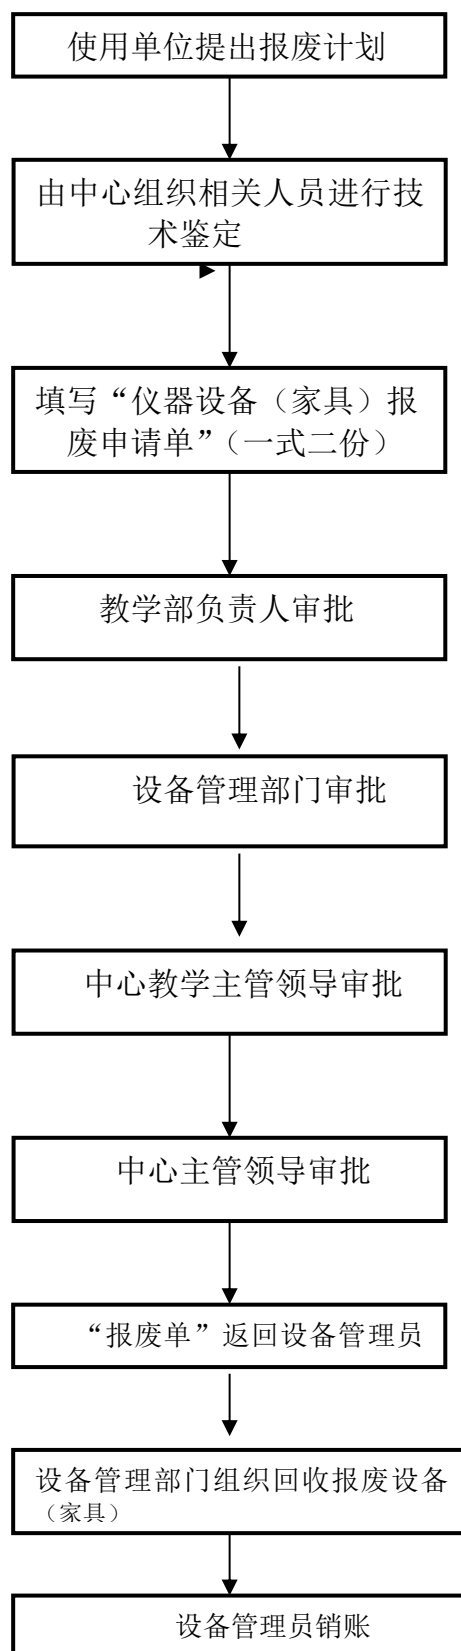 使用单位提出报废计划
由中心组织相关人员进行技
术鉴定
填写“仪器设备（家具）报
废申请单”（一式二份）
教学部负责人审批
设备管理部门审批
中心教学主管领导审批
中心主管领导审批
“报废单”返回设备管理员
设备管理部门组织回收报废设备
（家具）
设备管理员销账